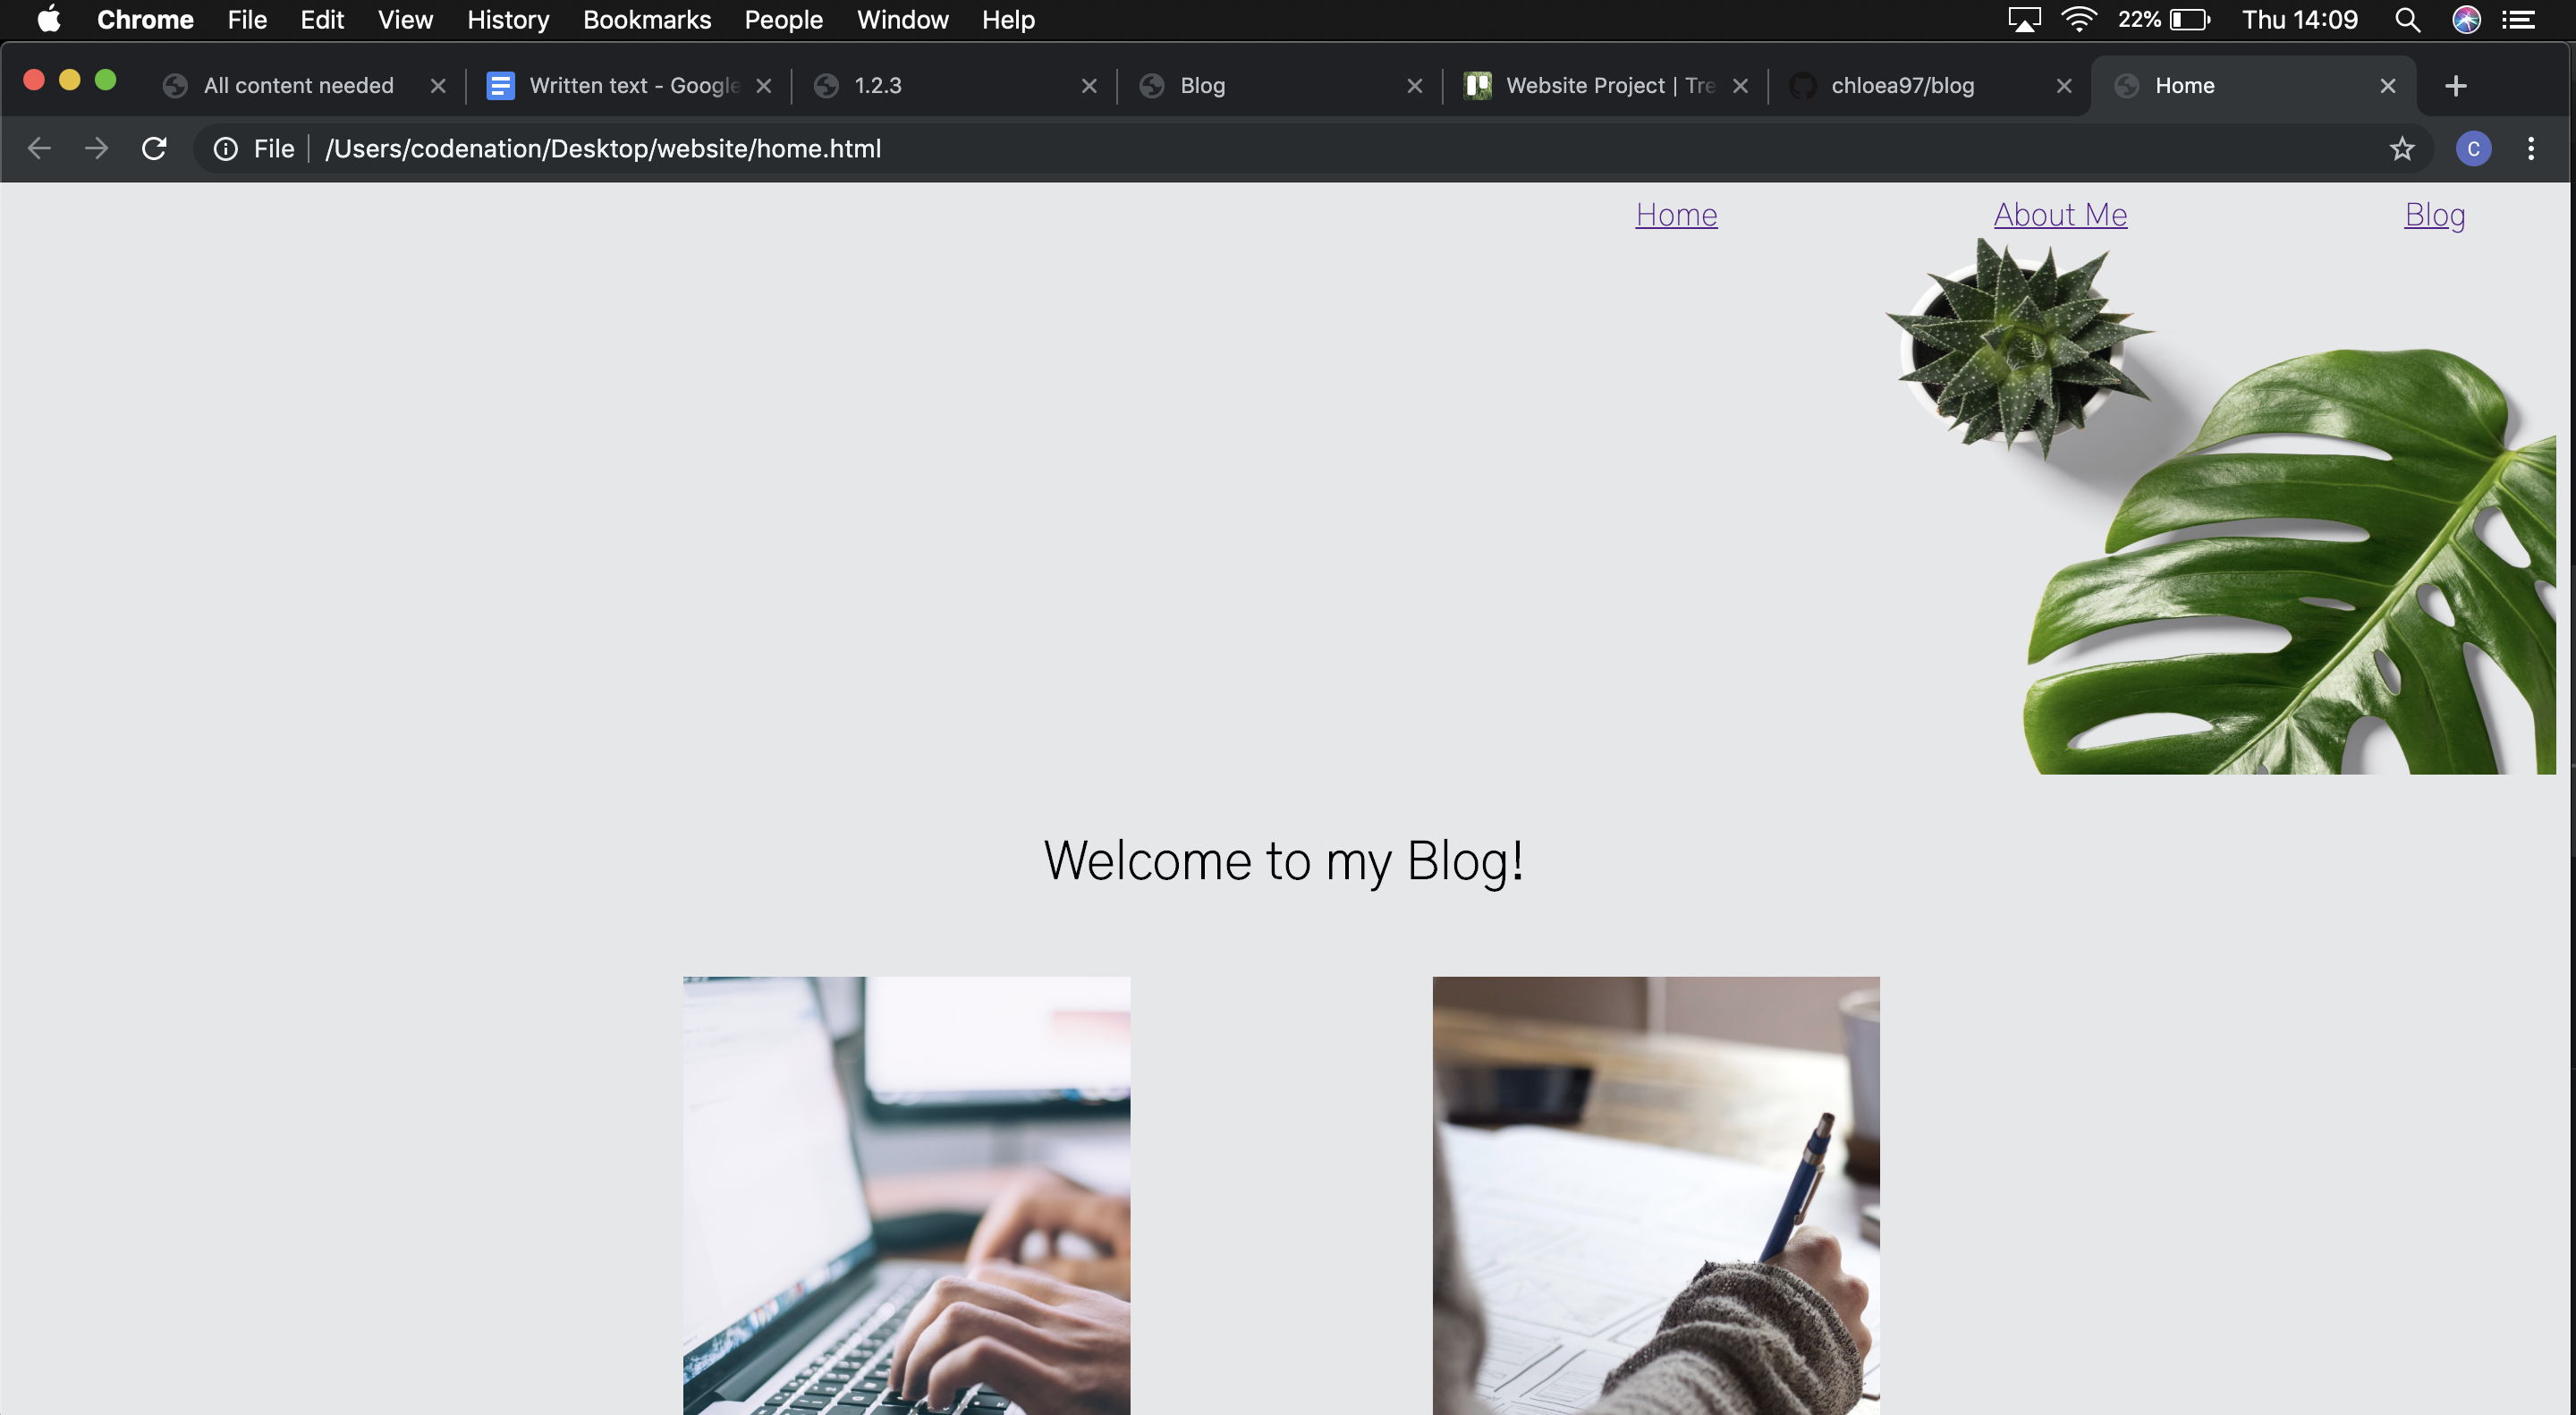 Chrome File Edit View History Bookmarks People Window Help 22% Thu 14:09
All content needed Written text - Google 1.2.3 Blog Website Project | Tre chloea97/blog Home
File /Users/codenation/Desktop/website/home.html C
Home About Me Blog
Welcome to my Blog!